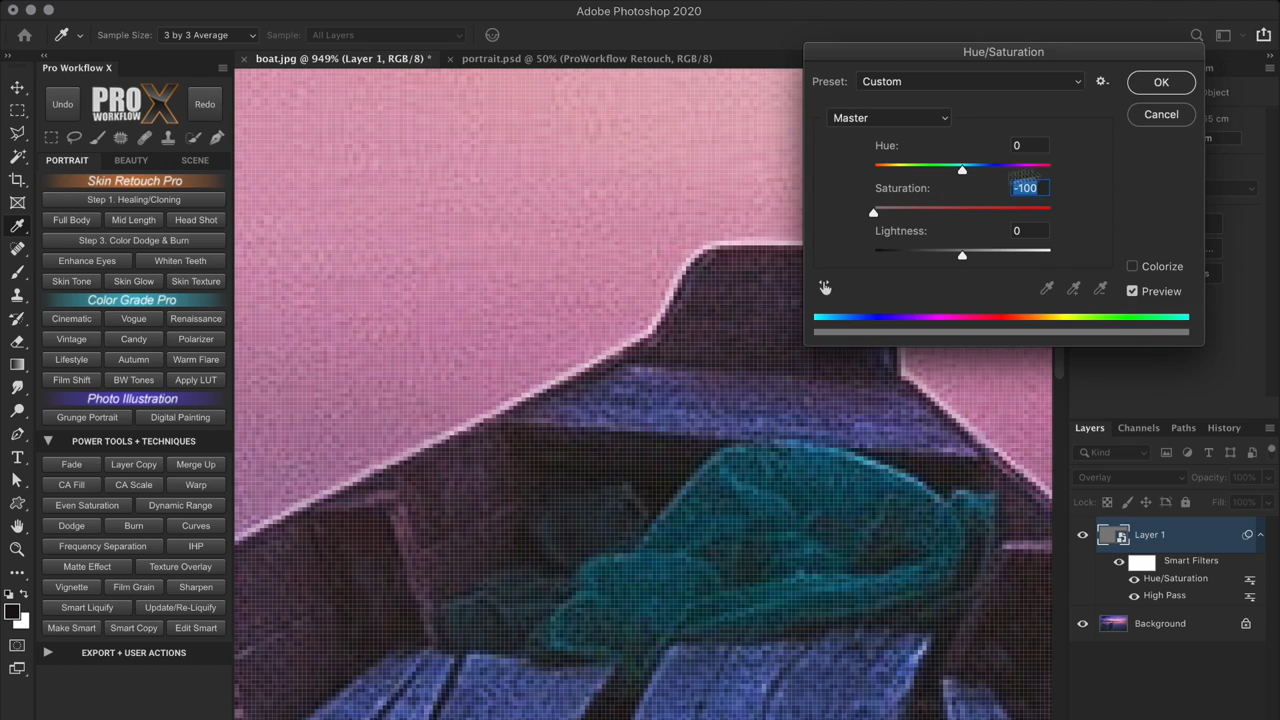 Adobe Photoshop 2020
Sample Size: 3 by 3 Average Sample: All Layers
boat.jpg @ 949% (Layer 1, RGB/8) *
portrait.psd @ 50% (ProWorkflow Retouch, RGB/8)
Pro Workflow X
Undo
PRO X WORKFLOW
Redo
PORTRAIT BEAUTY SCENE
Skin Retouch Pro
Step 1. Healing/Cloning
Full Body Mid Length Head Shot
Step 3. Color Dodge & Burn
Enhance Eyes Whiten Teeth
Skin Tone Skin Glow Skin Texture
Color Grade Pro
Cinematic Vogue Renaissance
Vintage Candy Polarizer
Lifestyle Autumn Warm Flare
Film Shift BW Tones Apply LUT
Photo Illustration
Grunge Portrait Digital Painting
POWER TOOLS + TECHNIQUES
Fade Layer Copy Merge Up
CA Fill CA Scale Warp
Even Saturation Dynamic Range
Dodge Burn Curves
Frequency Separation IHP
Matte Effect Texture Overlay
Vignette Film Grain Sharpen
Smart Liquify Update/Re-Liquify
Make Smart Smart Copy Edit Smart
EXPORT + USER ACTIONS
Hue/Saturation
Preset: Custom
OK
Cancel
Master
Hue: 0
Saturation: -100
Lightness: 0
Colorize
Preview
Layers Channels Paths History
Kind
Overlay Opacity: 100%
Lock: Fill: 100%
Layer 1
Smart Filters
Hue/Saturation
High Pass
Background